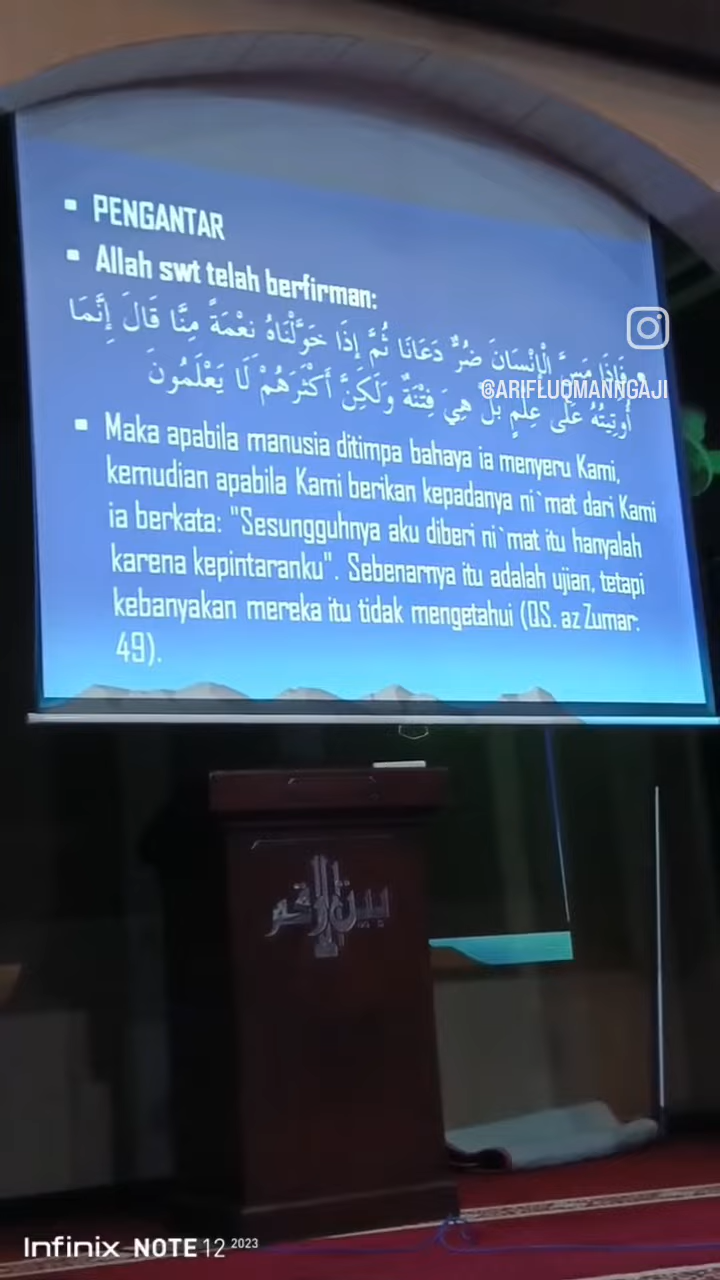 PENGANTAR
Allah swt telah berfirman:
فَإِذَا مَسَّ الْإِنْسَانَ ضُرٌّ دَعَانَا ثُمَّ إِذَا خَوَّلْنَاهُ نِعْمَةً مِنَّا قَالَ إِنَّمَا
أُوتِيتُهُ عَلَى عِلْمٍ بَلْ هِيَ فِتْنَةٌ وَلَكِنَّ أَكْثَرَهُمْ لَا يَعْلَمُونَ
@ARIFLUQMANNGAJI
Maka apabila manusia ditimpa bahaya ia menyeru Kami,
kemudian apabila Kami berikan kepadanya ni`mat dari Kami
ia berkata: "Sesungguhnya aku diberi ni`mat itu hanyalah
karena kepintaranku". Sebenarnya itu adalah ujian, tetapi
kebanyakan mereka itu tidak mengetahui (QS. az Zumar:
49).
Infinix NOTE 12 2023